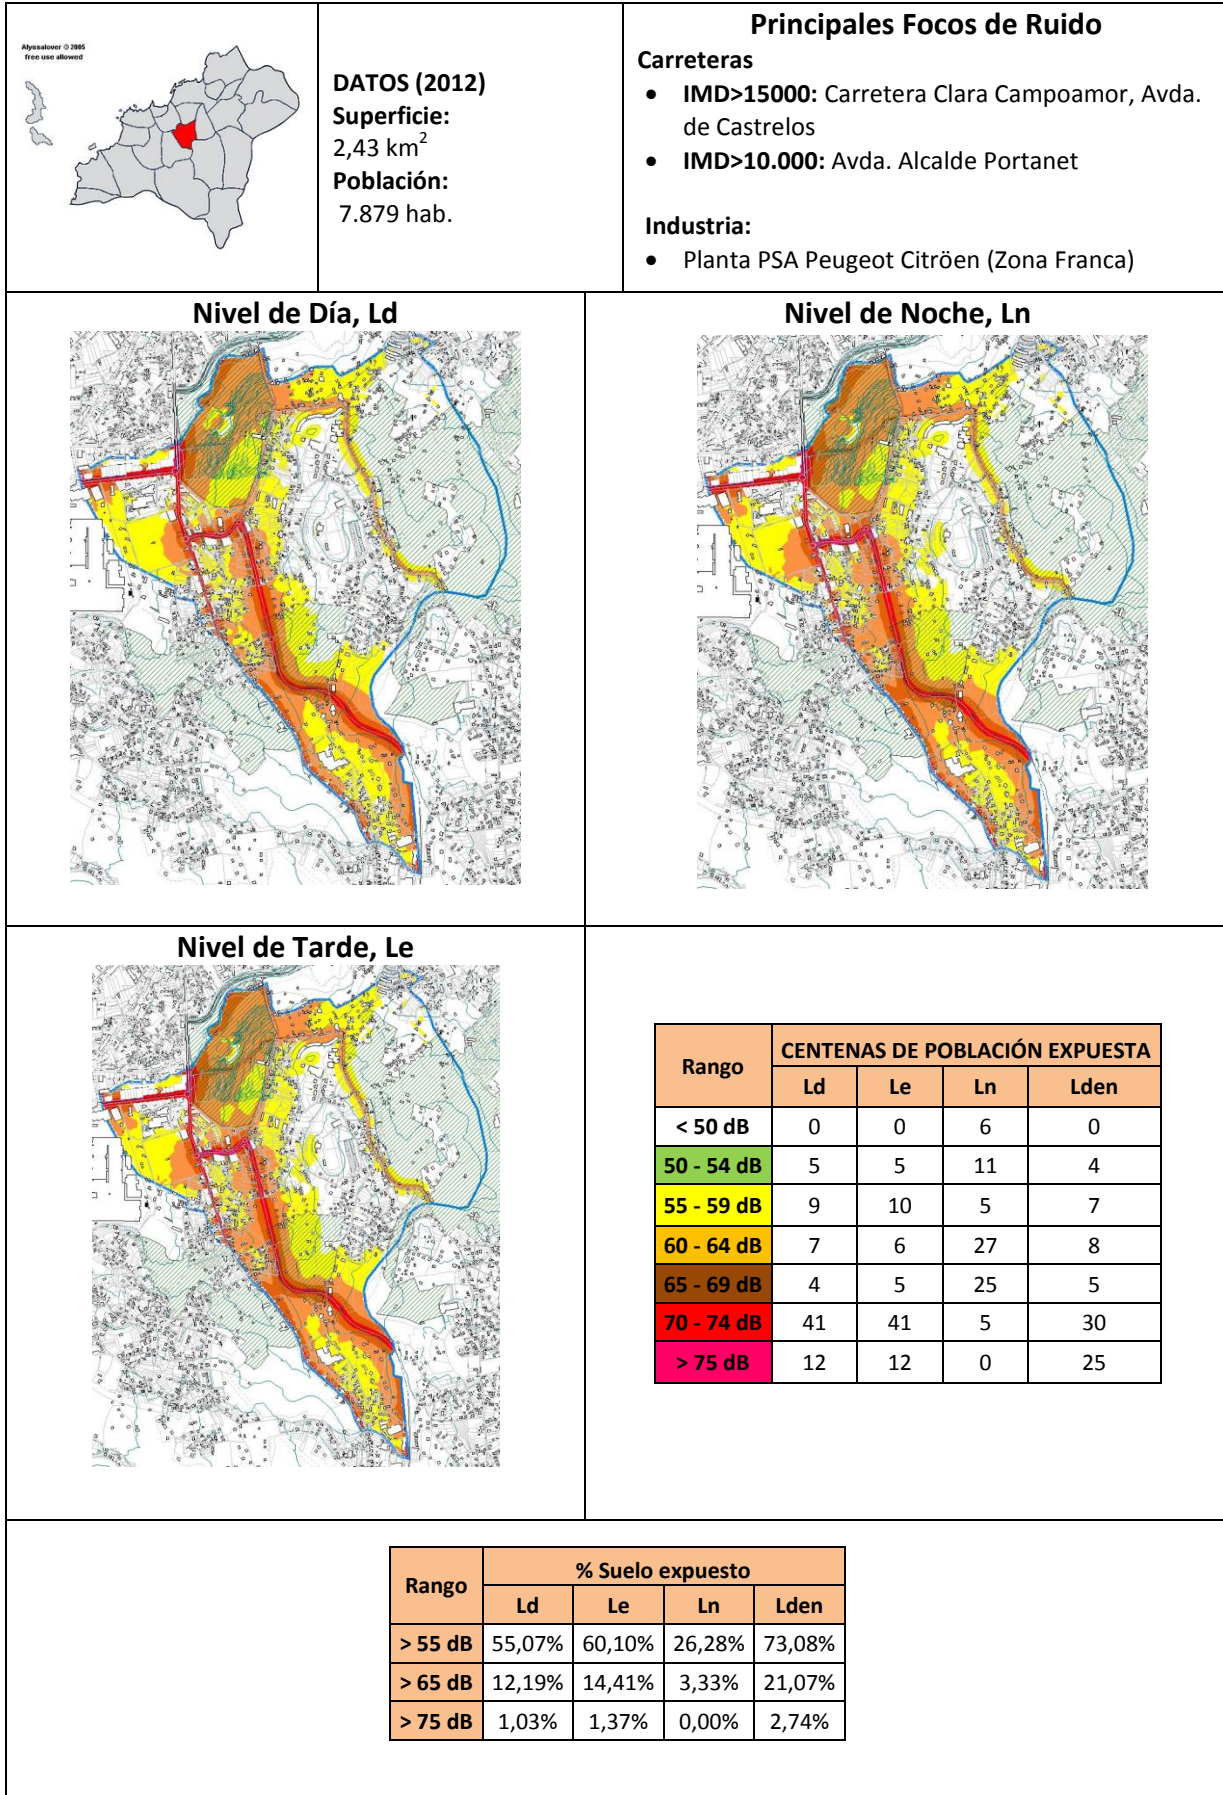 Alyssalover © 2005
free use allowed
DATOS (2012)
Superficie:
2,43 km2
Población:
7.879 hab.
Principales Focos de Ruido
Carreteras
• IMD>15000: Carretera Clara Campoamor, Avda.
de Castrelos
• IMD>10.000: Avda. Alcalde Portanet
Industria:
• Planta PSA Peugeot Citröen (Zona Franca)
Nivel de Día, Ld
Nivel de Noche, Ln
Nivel de Tarde, Le
Rango CENTENAS DE POBLACIÓN EXPUESTA
Ld Le Ln Lden
< 50 dB 0 0 6 0
50 - 54 dB 5 5 11 4
55 - 59 dB 9 10 5 7
60 - 64 dB 7 6 27 8
65 - 69 dB 4 5 25 5
70 - 74 dB 41 41 5 30
> 75 dB 12 12 0 25
Rango % Suelo expuesto
Ld Le Ln Lden
> 55 dB 55,07% 60,10% 26,28% 73,08%
> 65 dB 12,19% 14,41% 3,33% 21,07%
> 75 dB 1,03% 1,37% 0,00% 2,74%